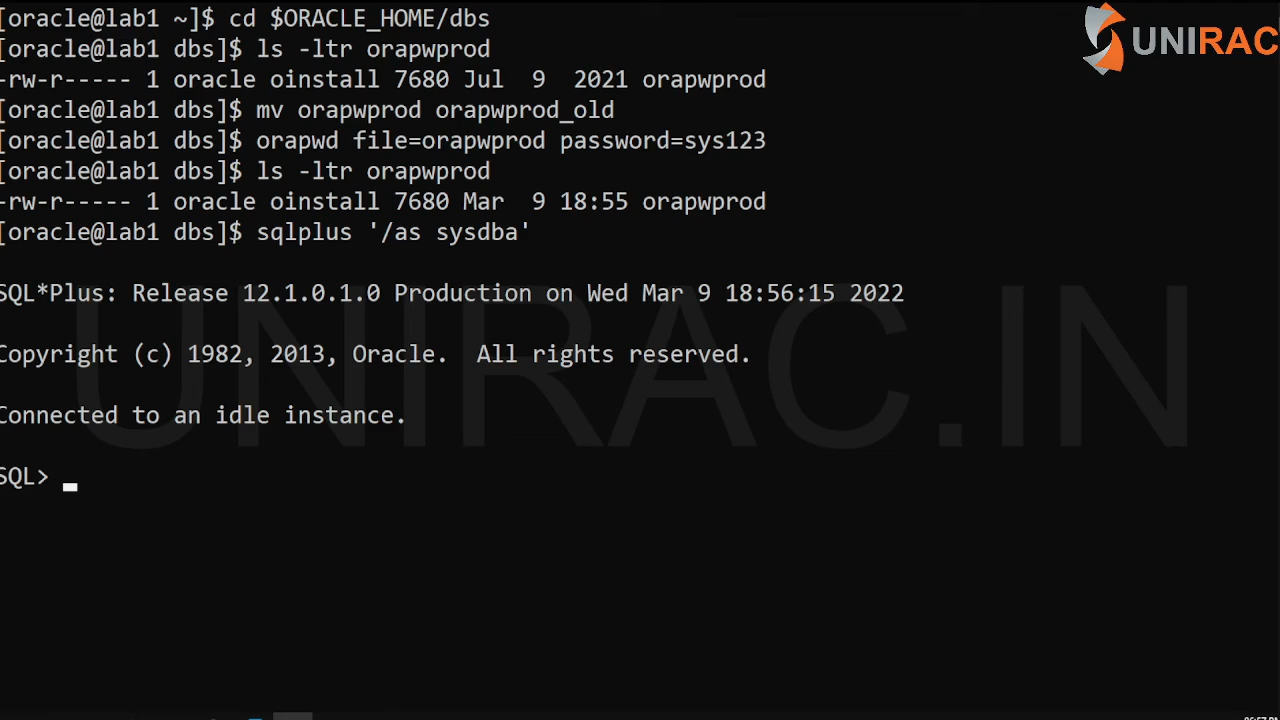 [oracle@lab1 ~]$ cd $ORACLE_HOME/dbs
[oracle@lab1 dbs]$ ls -ltr orapwprod
-rw-r----- 1 oracle oinstall 7680 Jul  9  2021 orapwprod
[oracle@lab1 dbs]$ mv orapwprod orapwprod_old
[oracle@lab1 dbs]$ orapwd file=orapwprod password=sys123
[oracle@lab1 dbs]$ ls -ltr orapwprod
-rw-r----- 1 oracle oinstall 7680 Mar  9 18:55 orapwprod
[oracle@lab1 dbs]$ sqlplus '/as sysdba'
SQL*Plus: Release 12.1.0.1.0 Production on Wed Mar 9 18:56:15 2022
Copyright (c) 1982, 2013, Oracle.  All rights reserved.
Connected to an idle instance.
SQL>
UNIRAC
UNIRAC.IN